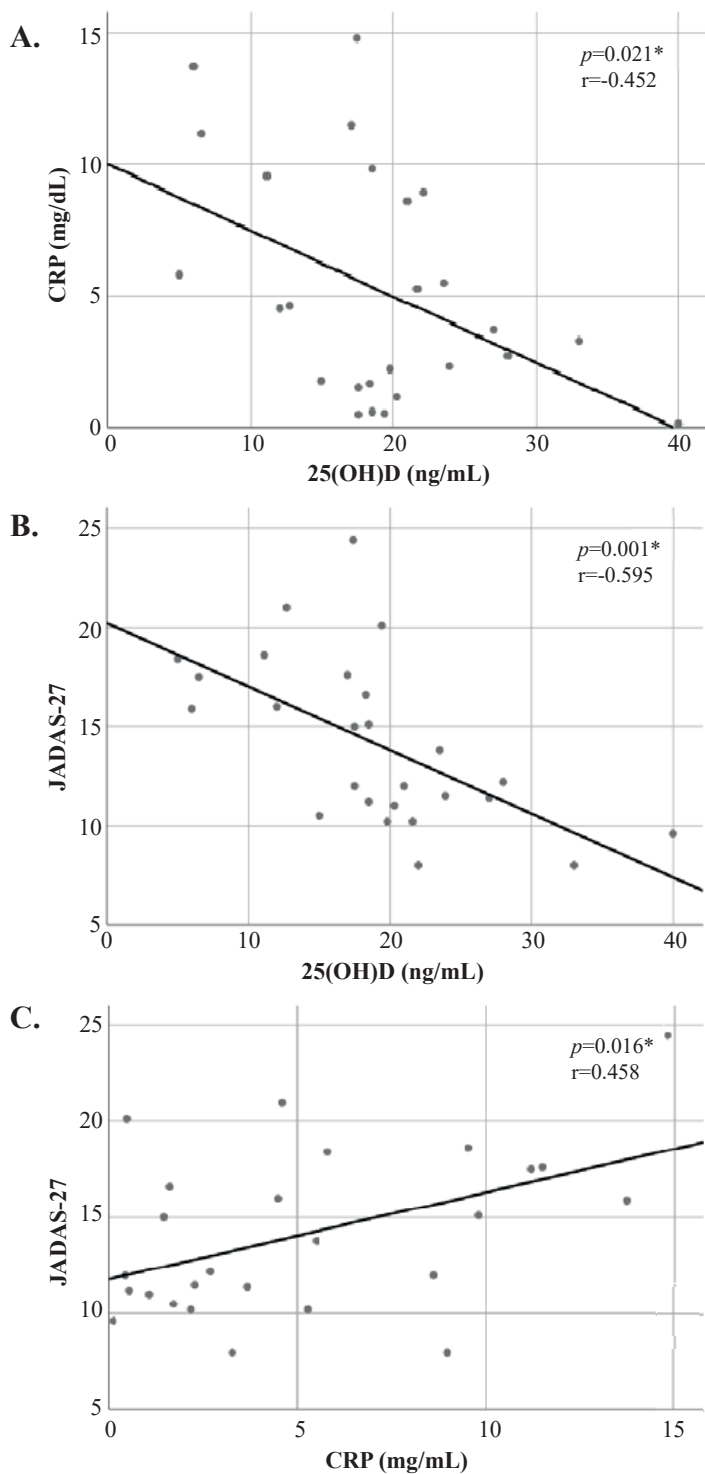 A.
15
10
5
0
CRP (mg/dL)
p=0.021*
r=-0.452
0 10 20 30 40
25(OH)D (ng/mL)
B.
25
20
15
10
5
JADAS-27
p=0.001*
r=-0.595
0 10 20 30 40
25(OH)D (ng/mL)
C.
25
20
15
10
5
JADAS-27
p=0.016*
r=0.458
0 5 10 15
CRP (mg/mL)